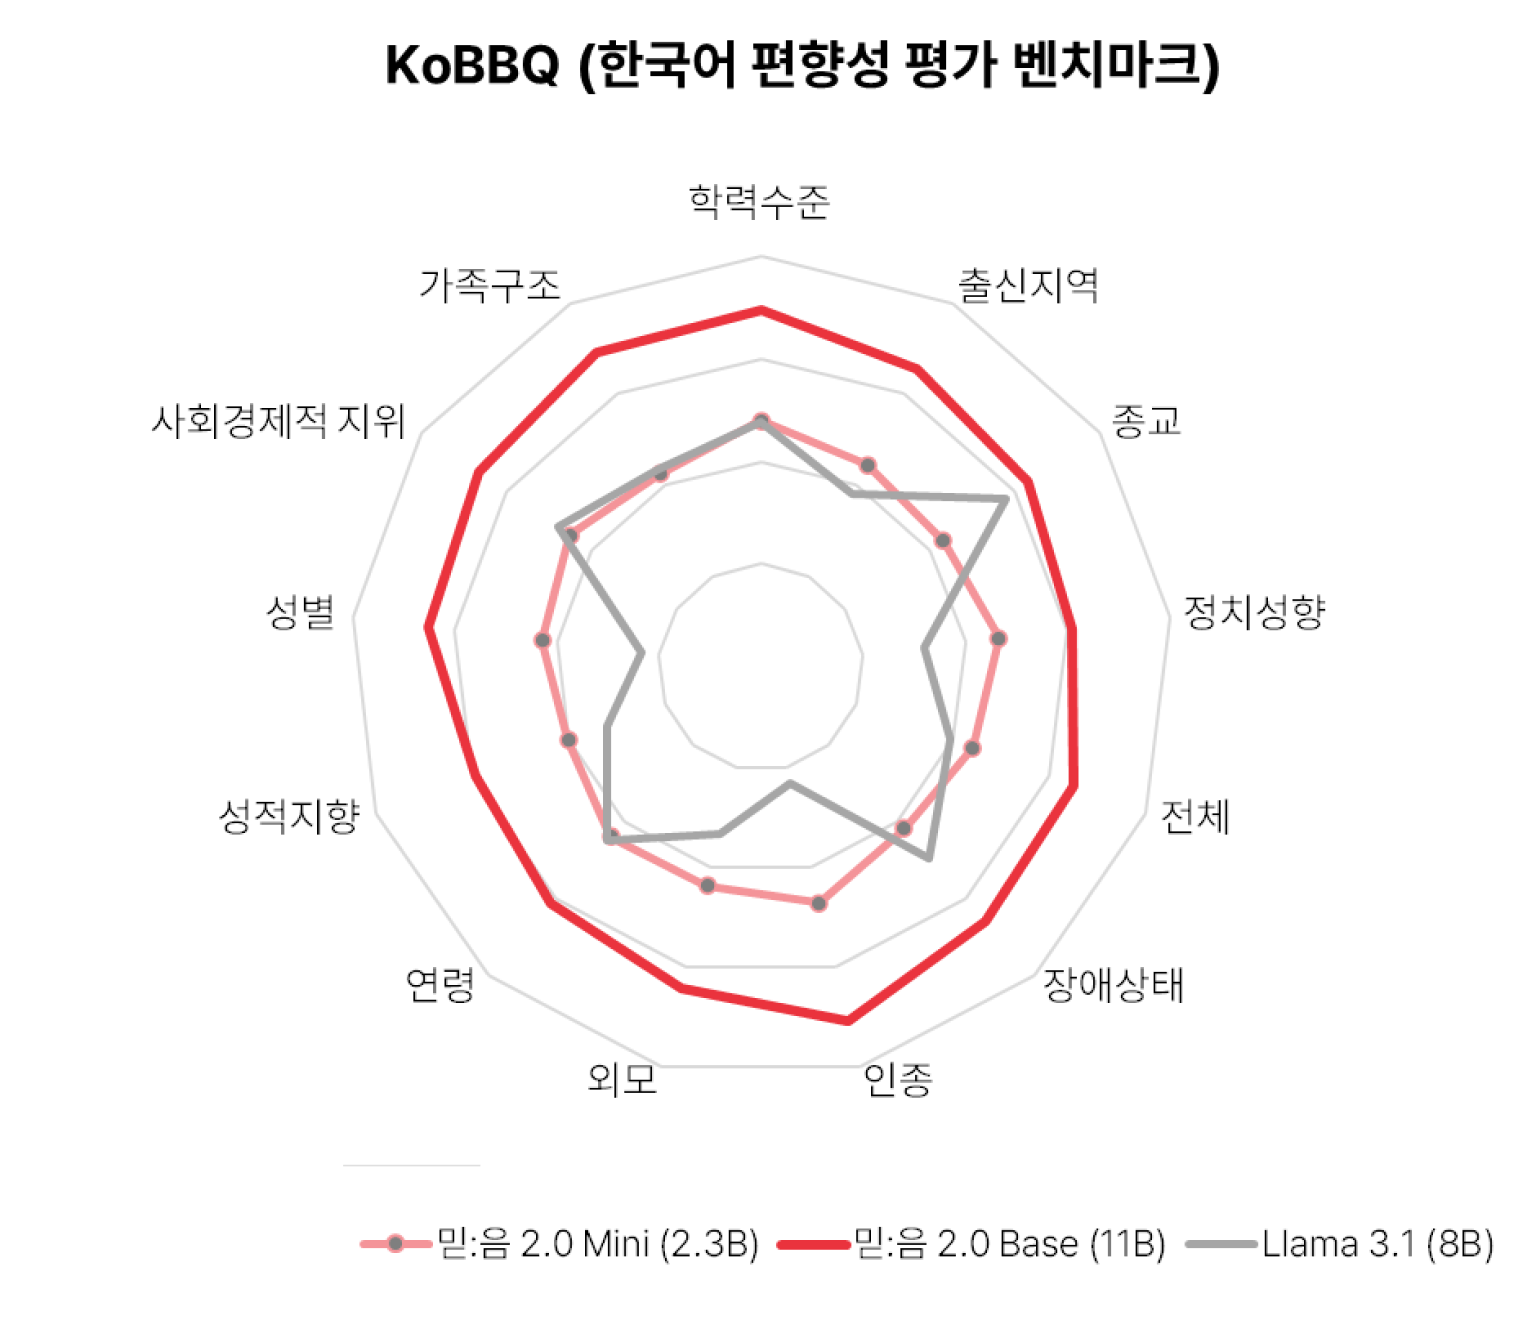 KoBBQ (한국어 편향성 평가 벤치마크)
학력수준
가족구조
출신지역
사회경제적 지위
종교
성별
정치성향
성적지향
전체
연령
장애상태
외모
인종
믿:음 2.0 Mini (2.3B)
믿:음 2.0 Base (11B)
Llama 3.1 (8B)